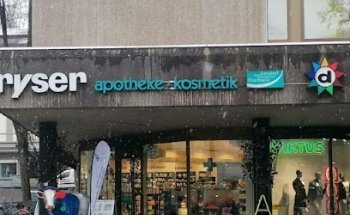 ryser apotheke kosmetik
d
AKTUS